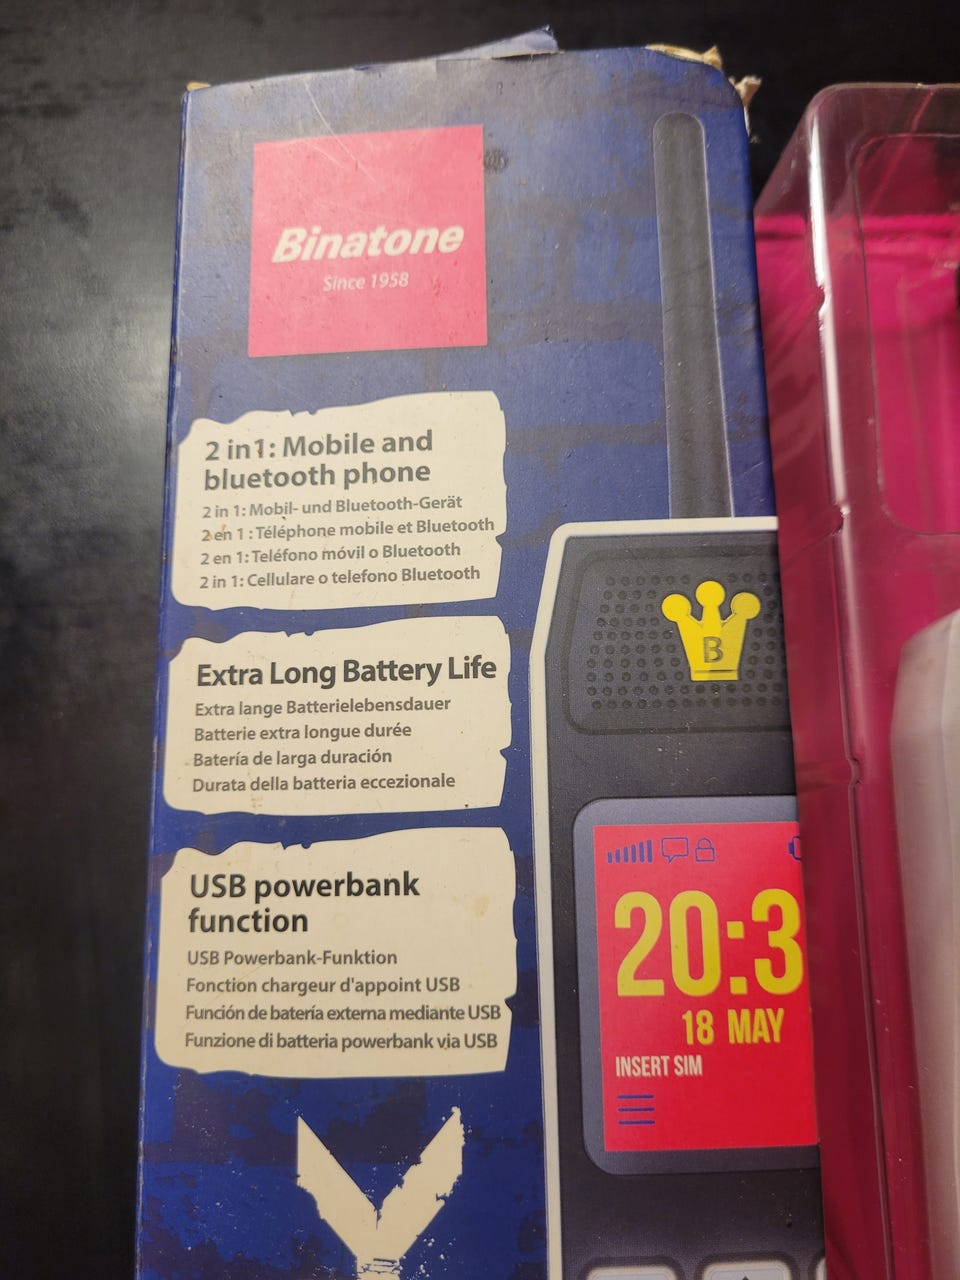 Binatone
Since 1958
2 in1: Mobile and
bluetooth phone
2 in 1: Mobil- und Bluetooth-Gerät
2 en 1 : Téléphone mobile et Bluetooth
2 en 1: Teléfono móvil o Bluetooth
2 in 1: Cellulare o telefono Bluetooth
Extra Long Battery Life
Extra lange Batterielebensdauer
Batterie extra longue durée
Batería de larga duración
Durata della batteria eccezionale
USB powerbank
function
USB Powerbank-Funktion
Fonction chargeur d'appoint USB
Función de batería externa mediante USB
Funzione di batteria powerbank via USB
B
20:3
18 MAY
INSERT SIM